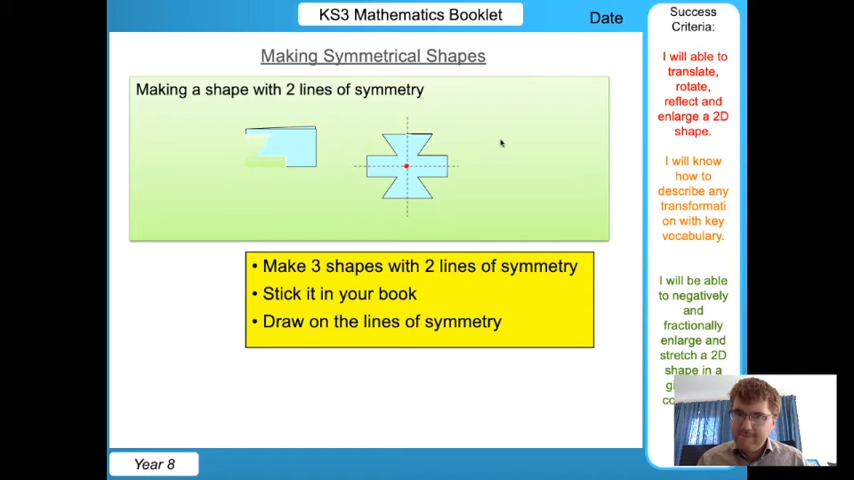 KS3 Mathematics Booklet
Date
Making Symmetrical Shapes
Making a shape with 2 lines of symmetry
• Make 3 shapes with 2 lines of symmetry
• Stick it in your book
• Draw on the lines of symmetry
Year 8
Success
Criteria:
I will able to
translate,
rotate,
reflect and
enlarge a 2D
shape.
I will know
how to
describe any
transformati
on with key
vocabulary.
I will be able
to negatively
and
fractionally
enlarge and
stretch a 2D
shape in a